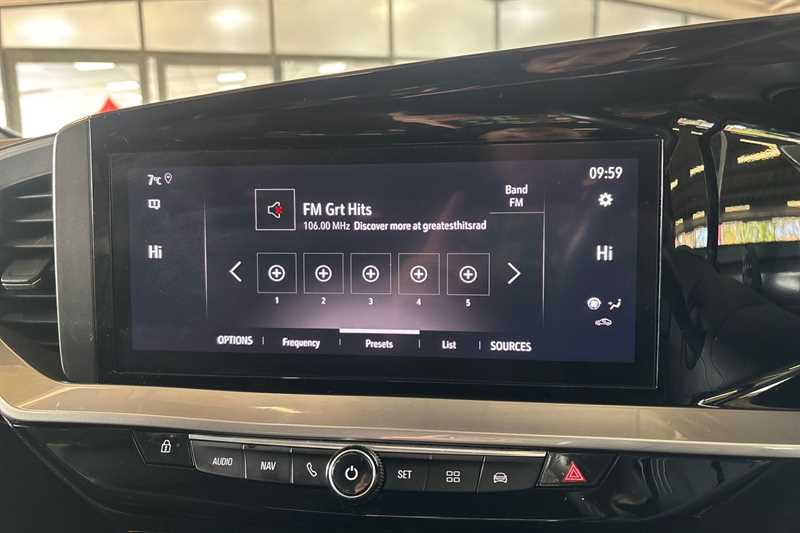 7°C
09:59
FM Grt Hits
106.00 MHz Discover more at greatesthitsrad
Band
FM
Hi
Hi
1 2 3 4 5
OPTIONS Frequency Presets List SOURCES
AUDIO NAV SET